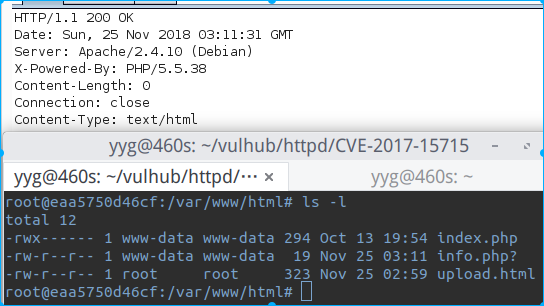 HTTP/1.1 200 OK
Date: Sun, 25 Nov 2018 03:11:31 GMT
Server: Apache/2.4.10 (Debian)
X-Powered-By: PHP/5.5.38
Content-Length: 0
Connection: close
Content-Type: text/html
yyg@460s: ~/vulhub/httpd/CVE-2017-15715
yyg@460s: ~/vulhub/httpd/··· × yyg@460s: ~
root@eaa5750d46cf:/var/www/html# ls -l
total 12
-rwx------ 1 www-data www-data 294 Oct 13 19:54 index.php
-rw-r--r-- 1 www-data www-data  19 Nov 25 03:11 info.php?
-rw-r--r-- 1 root     root     323 Nov 25 02:59 upload.html
root@eaa5750d46cf:/var/www/html#